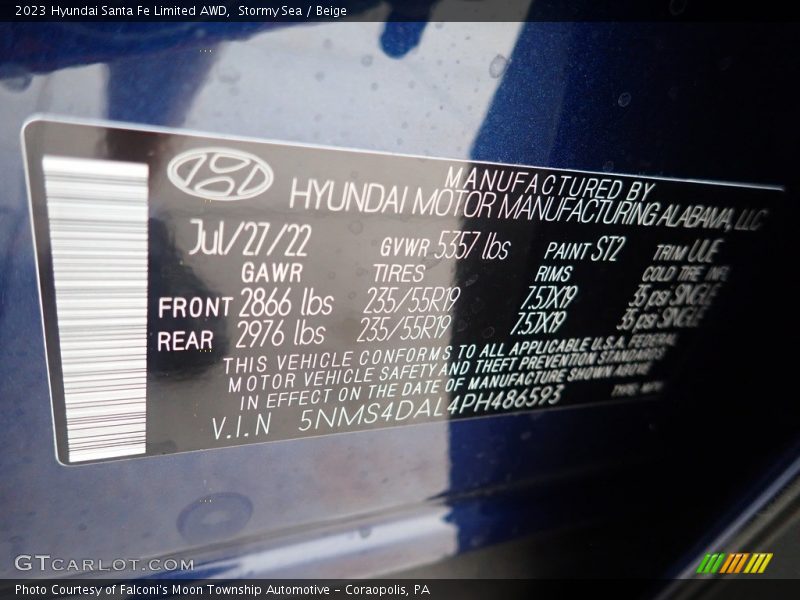 2023 Hyundai Santa Fe Limited AWD, Stormy Sea / Beige
MANUFACTURED BY
HYUNDAI MOTOR MANUFACTURING ALABAMA, LLC
Jul/27/22 GVWR 5357 lbs PAINT ST2 TRIM UUE
GAWR TIRES RIMS COLD TIRE INFL
FRONT 2866 lbs 235/55R19 7.5JX19 35 psi SINGLE
REAR 2976 lbs 235/55R19 7.5JX19 35 psi SINGLE
THIS VEHICLE CONFORMS TO ALL APPLICABLE U.S.A. FEDERAL
MOTOR VEHICLE SAFETY AND THEFT PREVENTION STANDARDS
IN EFFECT ON THE DATE OF MANUFACTURE SHOWN ABOVE
V.I.N 5NMS4DAL4PH486593 TYPE:
GTCARLOT.COM
Photo Courtesy of Falconi's Moon Township Automotive – Coraopolis, PA